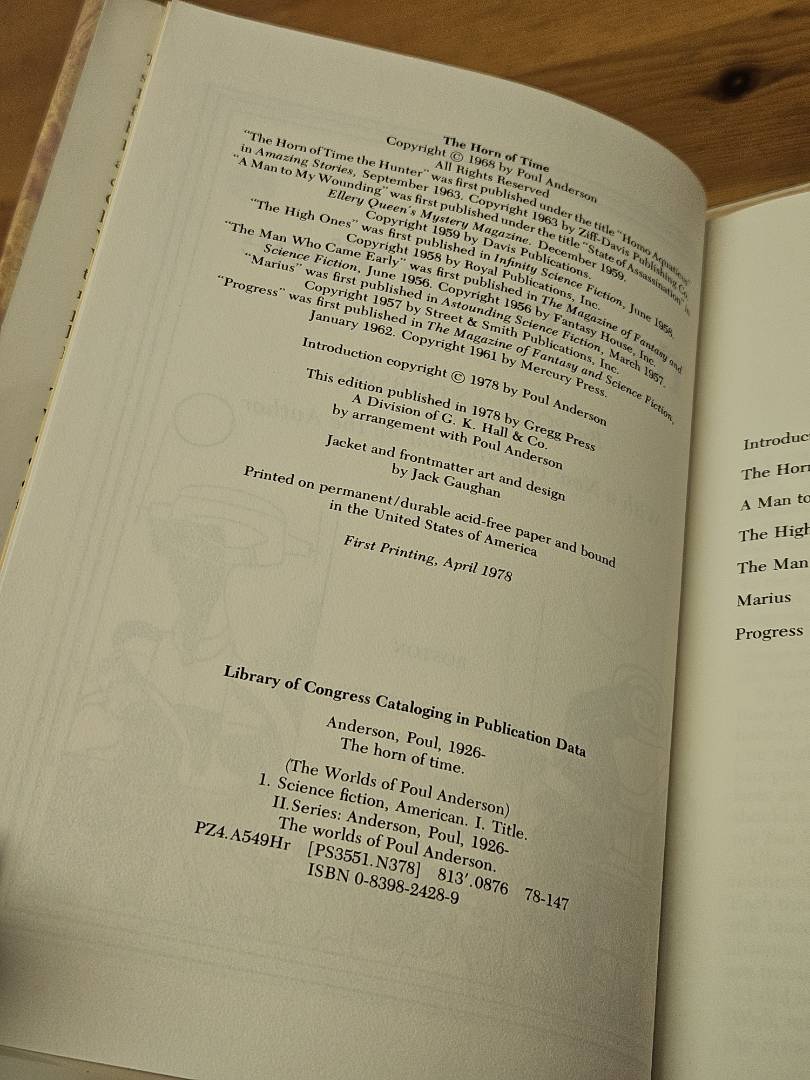 The Horn of Time
Copyright © 1968 by Poul Anderson
All Rights Reserved
"The Horn of Time the Hunter" was first published under the title "Homo Aquaticus"
in Amazing Stories, September 1963. Copyright 1963 by Ziff-Davis Publishing Co.
"A Man to My Wounding" was first published under the title "State of Assassination" in
Ellery Queen's Mystery Magazine. December 1959.
Copyright 1959 by Davis Publications.
"The High Ones" was first published in Infinity Science Fiction, June 1958.
Copyright 1958 by Royal Publications, Inc.
"The Man Who Came Early" was first published in The Magazine of Fantasy and
Science Fiction, June 1956. Copyright 1956 by Fantasy House, Inc.
"Marius" was first published in Astounding Science Fiction, March 1957.
Copyright 1957 by Street & Smith Publications, Inc.
"Progress" was first published in The Magazine of Fantasy and Science Fiction,
January 1962. Copyright 1961 by Mercury Press.
Introduction copyright © 1978 by Poul Anderson
This edition published in 1978 by Gregg Press
A Division of G. K. Hall & Co.
by arrangement with Poul Anderson
Jacket and frontmatter art and design
by Jack Gaughan
Printed on permanent/durable acid-free paper and bound
in the United States of America
First Printing, April 1978
Library of Congress Cataloging in Publication Data
Anderson, Poul, 1926-
The horn of time.
(The Worlds of Poul Anderson)
1. Science fiction, American. I. Title.
II. Series: Anderson, Poul, 1926-
The worlds of Poul Anderson.
PZ4.A549Hr [PS3551.N378] 813'.0876 78-147
ISBN 0-8398-2428-9
Introduc
The Horn
A Man to
The High
The Man
Marius
Progress